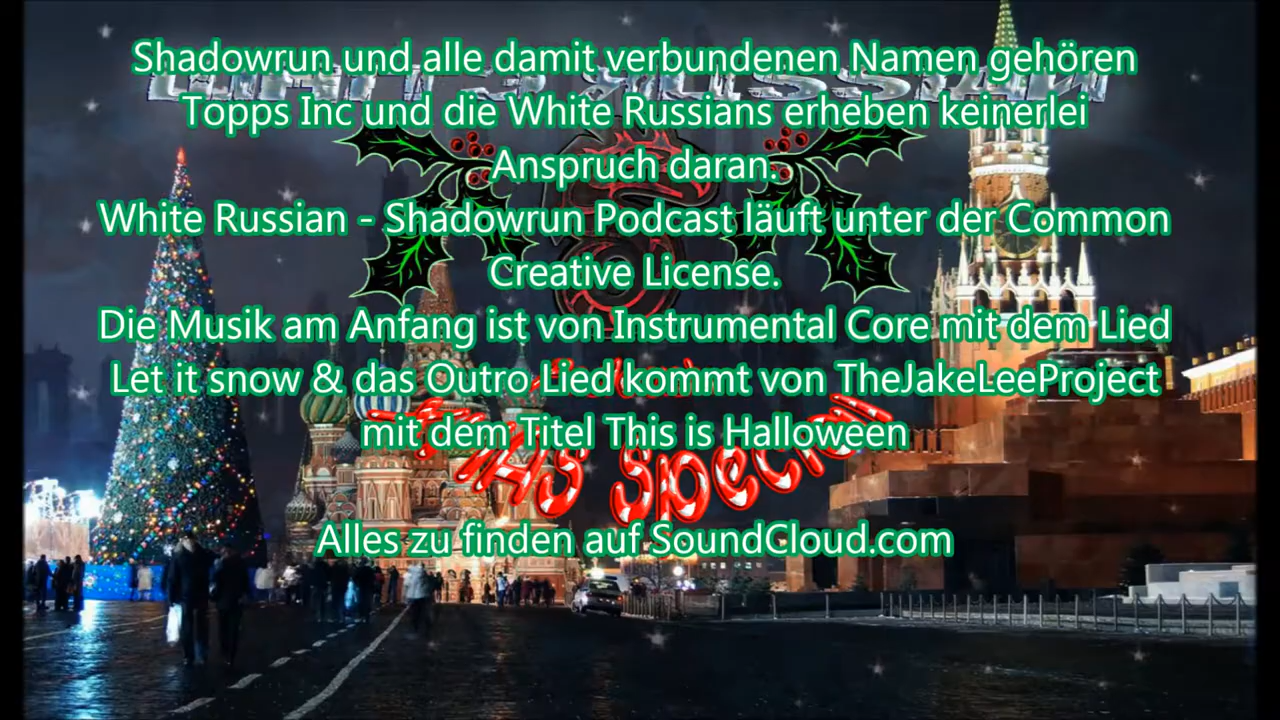 Shadowrun und alle damit verbundenen Namen gehören
Topps Inc und die White Russians erheben keinerlei
Anspruch daran.
White Russian - Shadowrun Podcast läuft unter der Common
Creative License.
Die Musik am Anfang ist von Instrumental Core mit dem Lied
Let it snow & das Outro Lied kommt von TheJakeLeeProject
mit dem Titel This is Halloween
Special
Alles zu finden auf SoundCloud.com